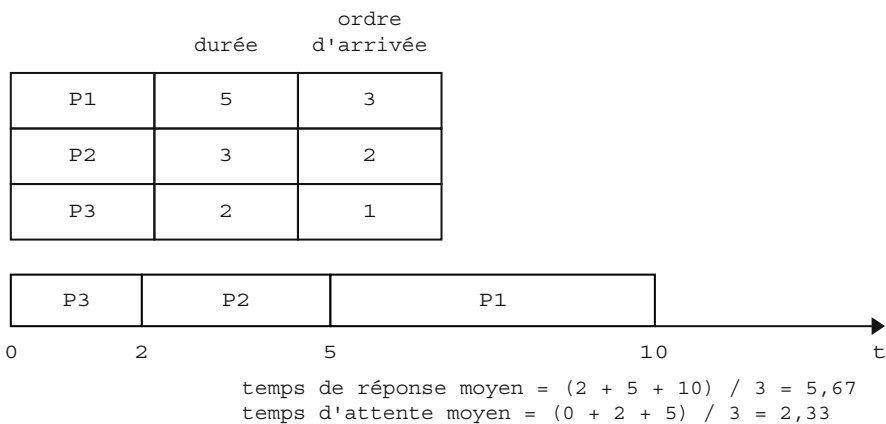 ordre
durée d'arrivée
P1 5 3
P2 3 2
P3 2 1
P3 P2 P1
0 2 5 10 t
temps de réponse moyen = (2 + 5 + 10) / 3 = 5,67
temps d'attente moyen = (0 + 2 + 5) / 3 = 2,33